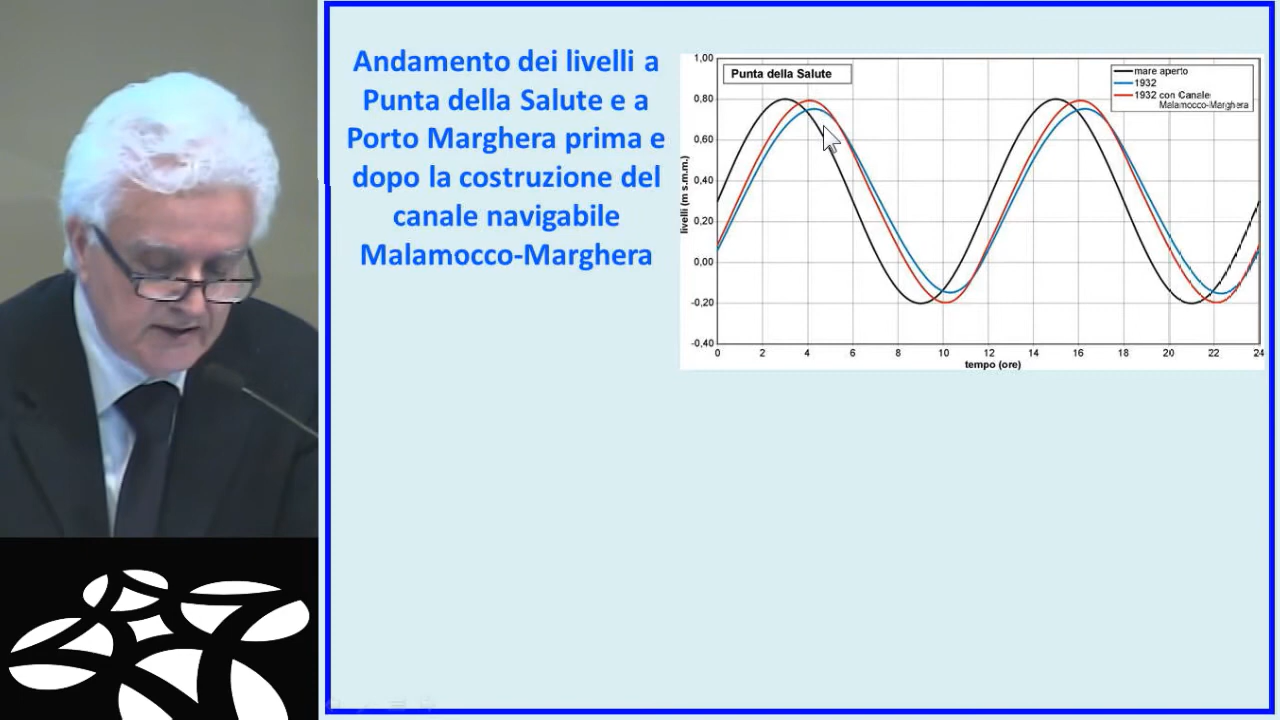 Andamento dei livelli a
Punta della Salute e a
Porto Marghera prima e
dopo la costruzione del
canale navigabile
Malamocco-Marghera
Punta della Salute
mare aperto
1932
1932 con Canale
Malamocco-Marghera
livelli (m s.m.m.)
1,00
0,80
0,60
0,40
0,20
0,00
-0,20
-0,40
0 2 4 6 8 10 12 14 16 18 20 22 24
tempo (ore)